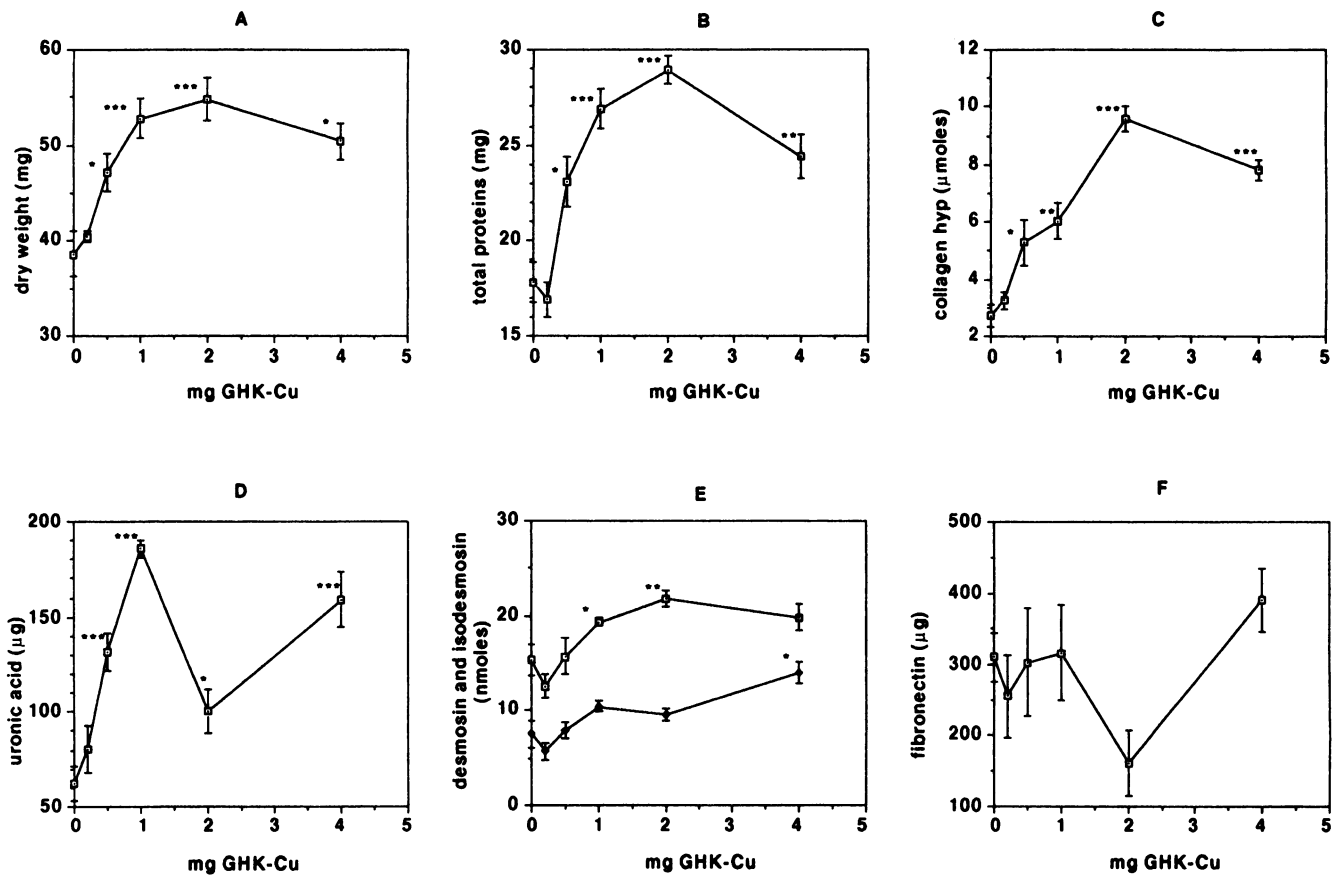 A
60
50
40
30
dry weight (mg)
***
***
*
*
0 1 2 3 4 5
mg GHK-Cu
B
30
25
20
15
total proteins (mg)
***
***
**
*
0 1 2 3 4 5
mg GHK-Cu
C
12
10
8
6
4
2
collagen hyp (μmoles)
***
***
**
*
0 1 2 3 4 5
mg GHK-Cu
D
200
150
100
50
uronic acid (μg)
***
***
***
*
0 1 2 3 4 5
mg GHK-Cu
E
30
20
10
0
desmosin and isodesmosin
(nmoles)
**
*
*
0 1 2 3 4 5
mg GHK-Cu
F
500
400
300
200
100
fibronectin (μg)
0 1 2 3 4 5
mg GHK-Cu